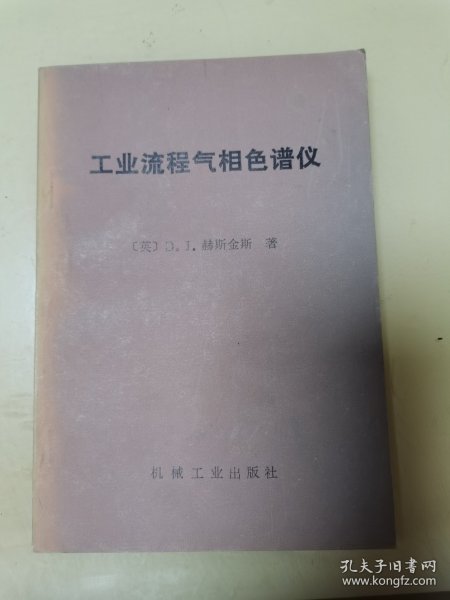 工业流程气相色谱仪
〔英〕D.J.赫斯金斯 著
机械工业出版社
孔夫子旧书网
www.kongfz.com